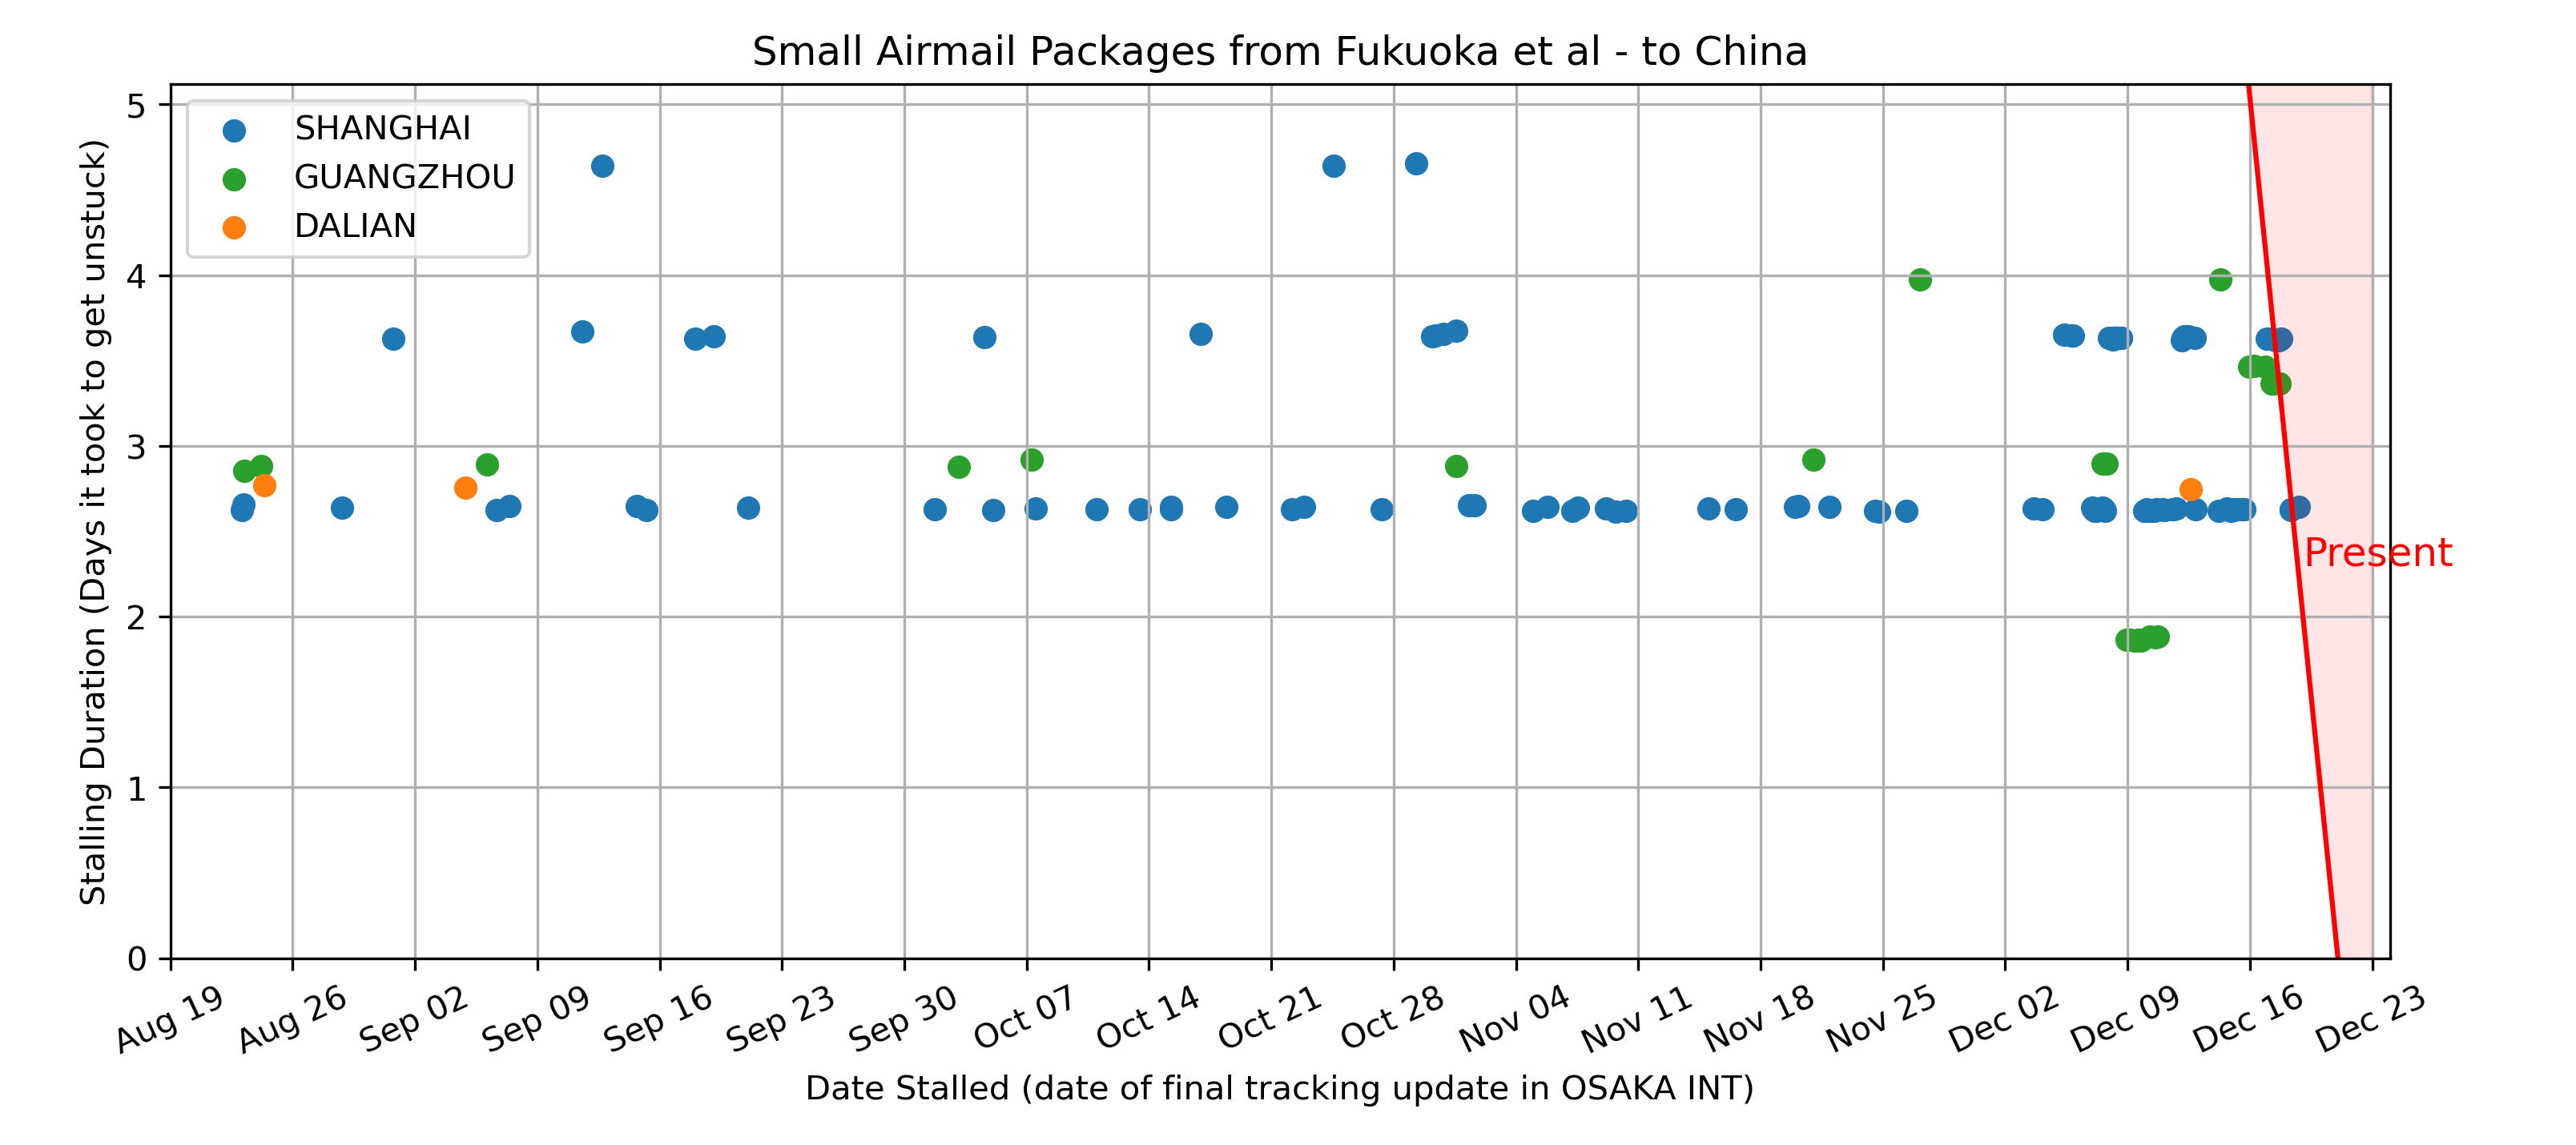 Small Airmail Packages from Fukuoka et al - to China
Stalling Duration (Days it took to get unstuck)
5
4
3
2
1
0
SHANGHAI
GUANGZHOU
DALIAN
Present
Aug 19
Aug 26
Sep 02
Sep 09
Sep 16
Sep 23
Sep 30
Oct 07
Oct 14
Oct 21
Oct 28
Nov 04
Nov 11
Nov 18
Nov 25
Dec 02
Dec 09
Dec 16
Dec 23
Date Stalled (date of final tracking update in OSAKA INT)